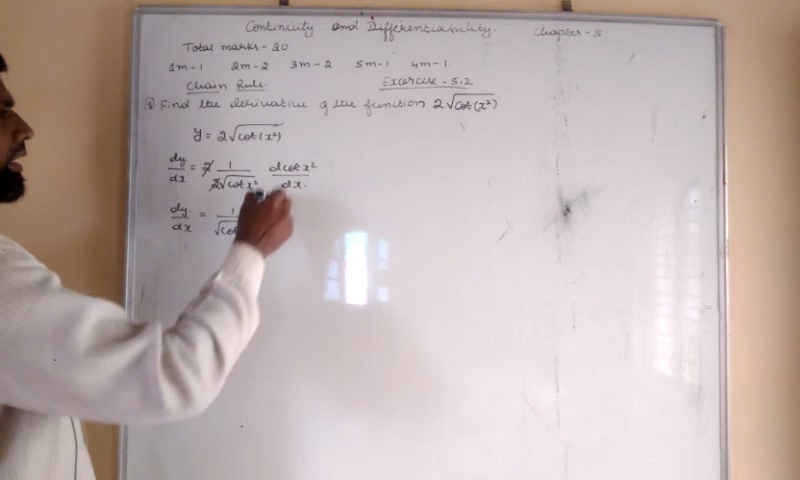 Continuity and Differentiability. Chapter - 5.
Total marks - 20
1m - 1 2m - 2 3m - 2 5m - 1 4m - 1
Chain Rule. Exercise - 5.2
Find the derivative of the function 2√cot(x²)
y = 2√cot(x²)
dy/dx = 2 1/2√cot x² d cot x²/dx.
dy/dx = 1/√cot